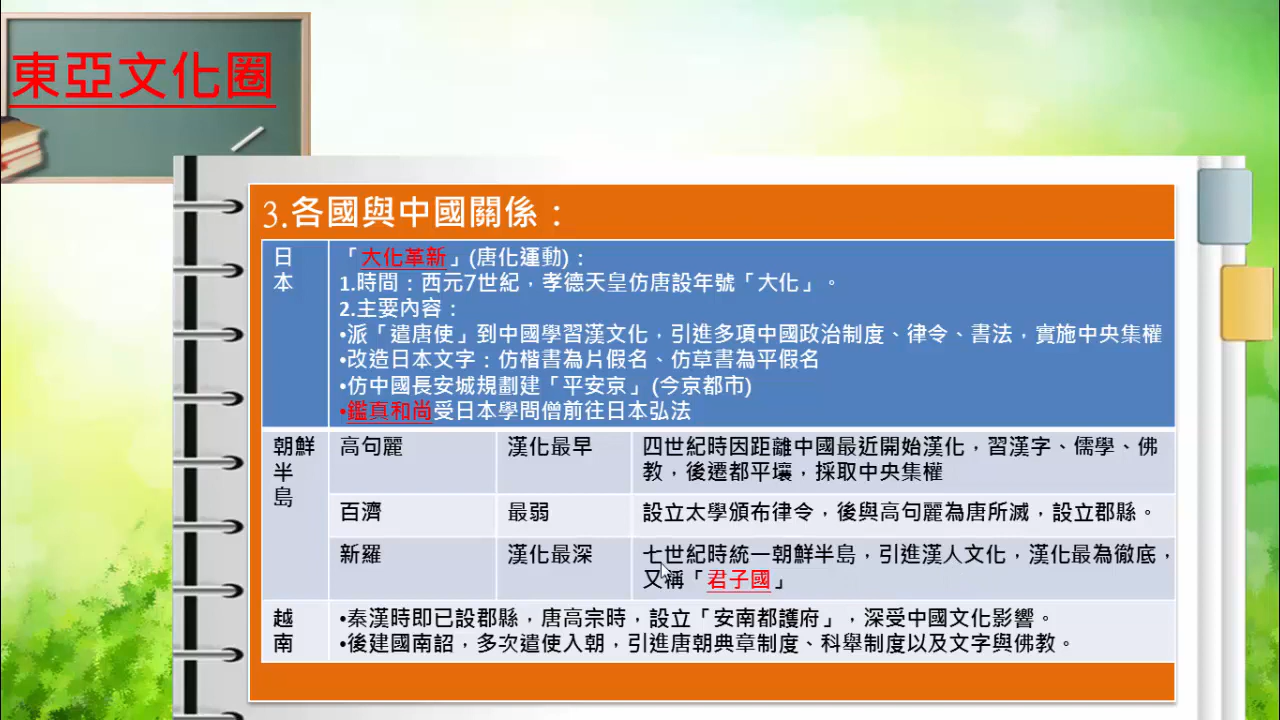 東亞文化圈
3.各國與中國關係：
日本
「大化革新」(唐化運動)：
1.時間：西元7世紀，孝德天皇仿唐設年號「大化」。
2.主要內容：
•派「遣唐使」到中國學習漢文化，引進多項中國政治制度、律令、書法，實施中央集權
•改造日本文字：仿楷書為片假名、仿草書為平假名
•仿中國長安城規劃建「平安京」(今京都市)
•鑑真和尚受日本學問僧前往日本弘法
朝鮮半島
高句麗
漢化最早
四世紀時因距離中國最近開始漢化，習漢字、儒學、佛
教，後遷都平壤，採取中央集權
百濟
最弱
設立太學頒布律令，後與高句麗為唐所滅，設立郡縣。
新羅
漢化最深
七世紀時統一朝鮮半島，引進漢人文化，漢化最為徹底，
又稱「君子國」
越南
•秦漢時即已設郡縣，唐高宗時，設立「安南都護府」，深受中國文化影響。
•後建國南詔，多次遣使入朝，引進唐朝典章制度、科舉制度以及文字與佛教。